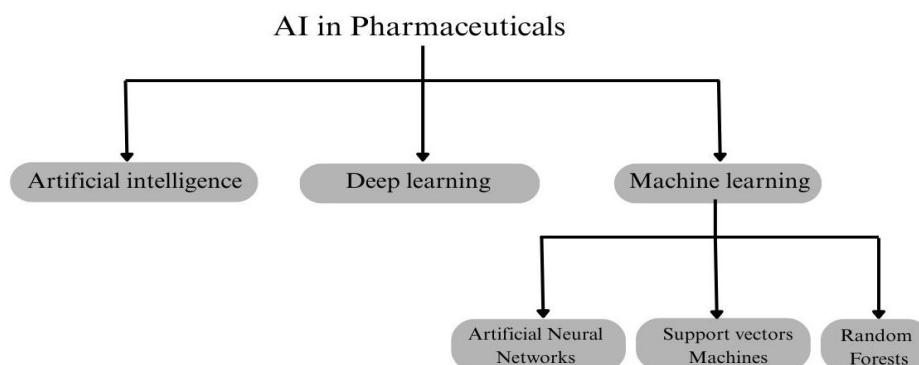 AI in Pharmaceuticals
Artificial intelligence
Deep learning
Machine learning
Artificial Neural
Networks
Support vectors
Machines
Random
Forests